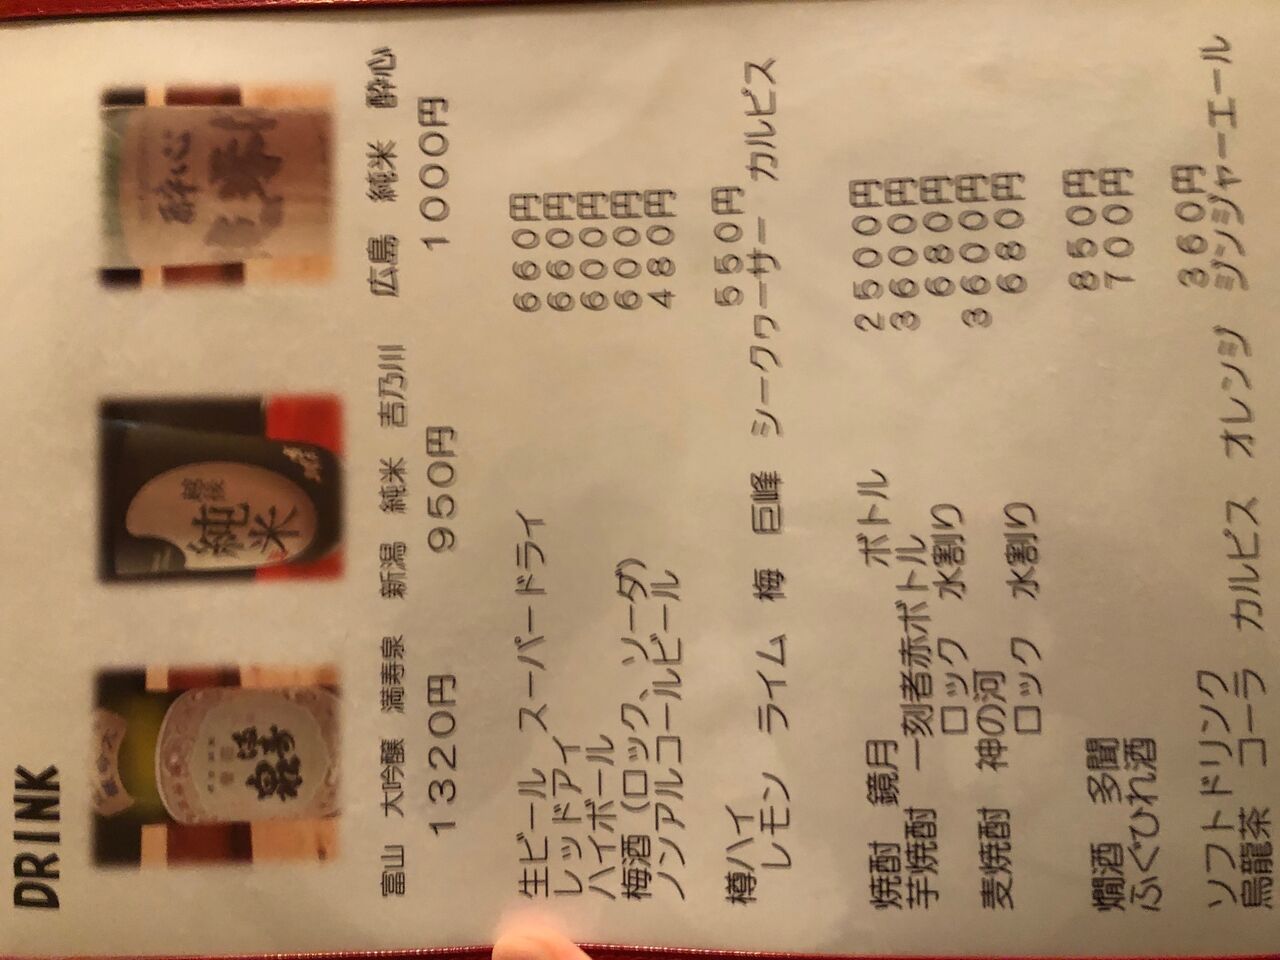 DRINK
酔心
越後
純米
富山 大吟醸 満寿泉 新潟 純米 吉乃川 広島 純米 酔心
1320円 950円 1000円
生ビール スーパードライ 660円
レッドアイ 660円
ハイボール 600円
梅酒(ロック、ソーダ) 600円
ノンアルコールビール 480円
樽ハイ 550円
レモン ライム 梅 巨峰 シークヮーサー カルピス
焼酎 鏡月 ボトル 2500円
芋焼酎 一刻者赤ボトル 3600円
ロック 水割り 680円
麦焼酎 神の河 3600円
ロック 水割り 680円
燗酒 多聞 850円
ふぐひれ酒 700円
ソフトドリンク 360円
烏龍茶 コーラ カルピス オレンジ ジンジャーエール